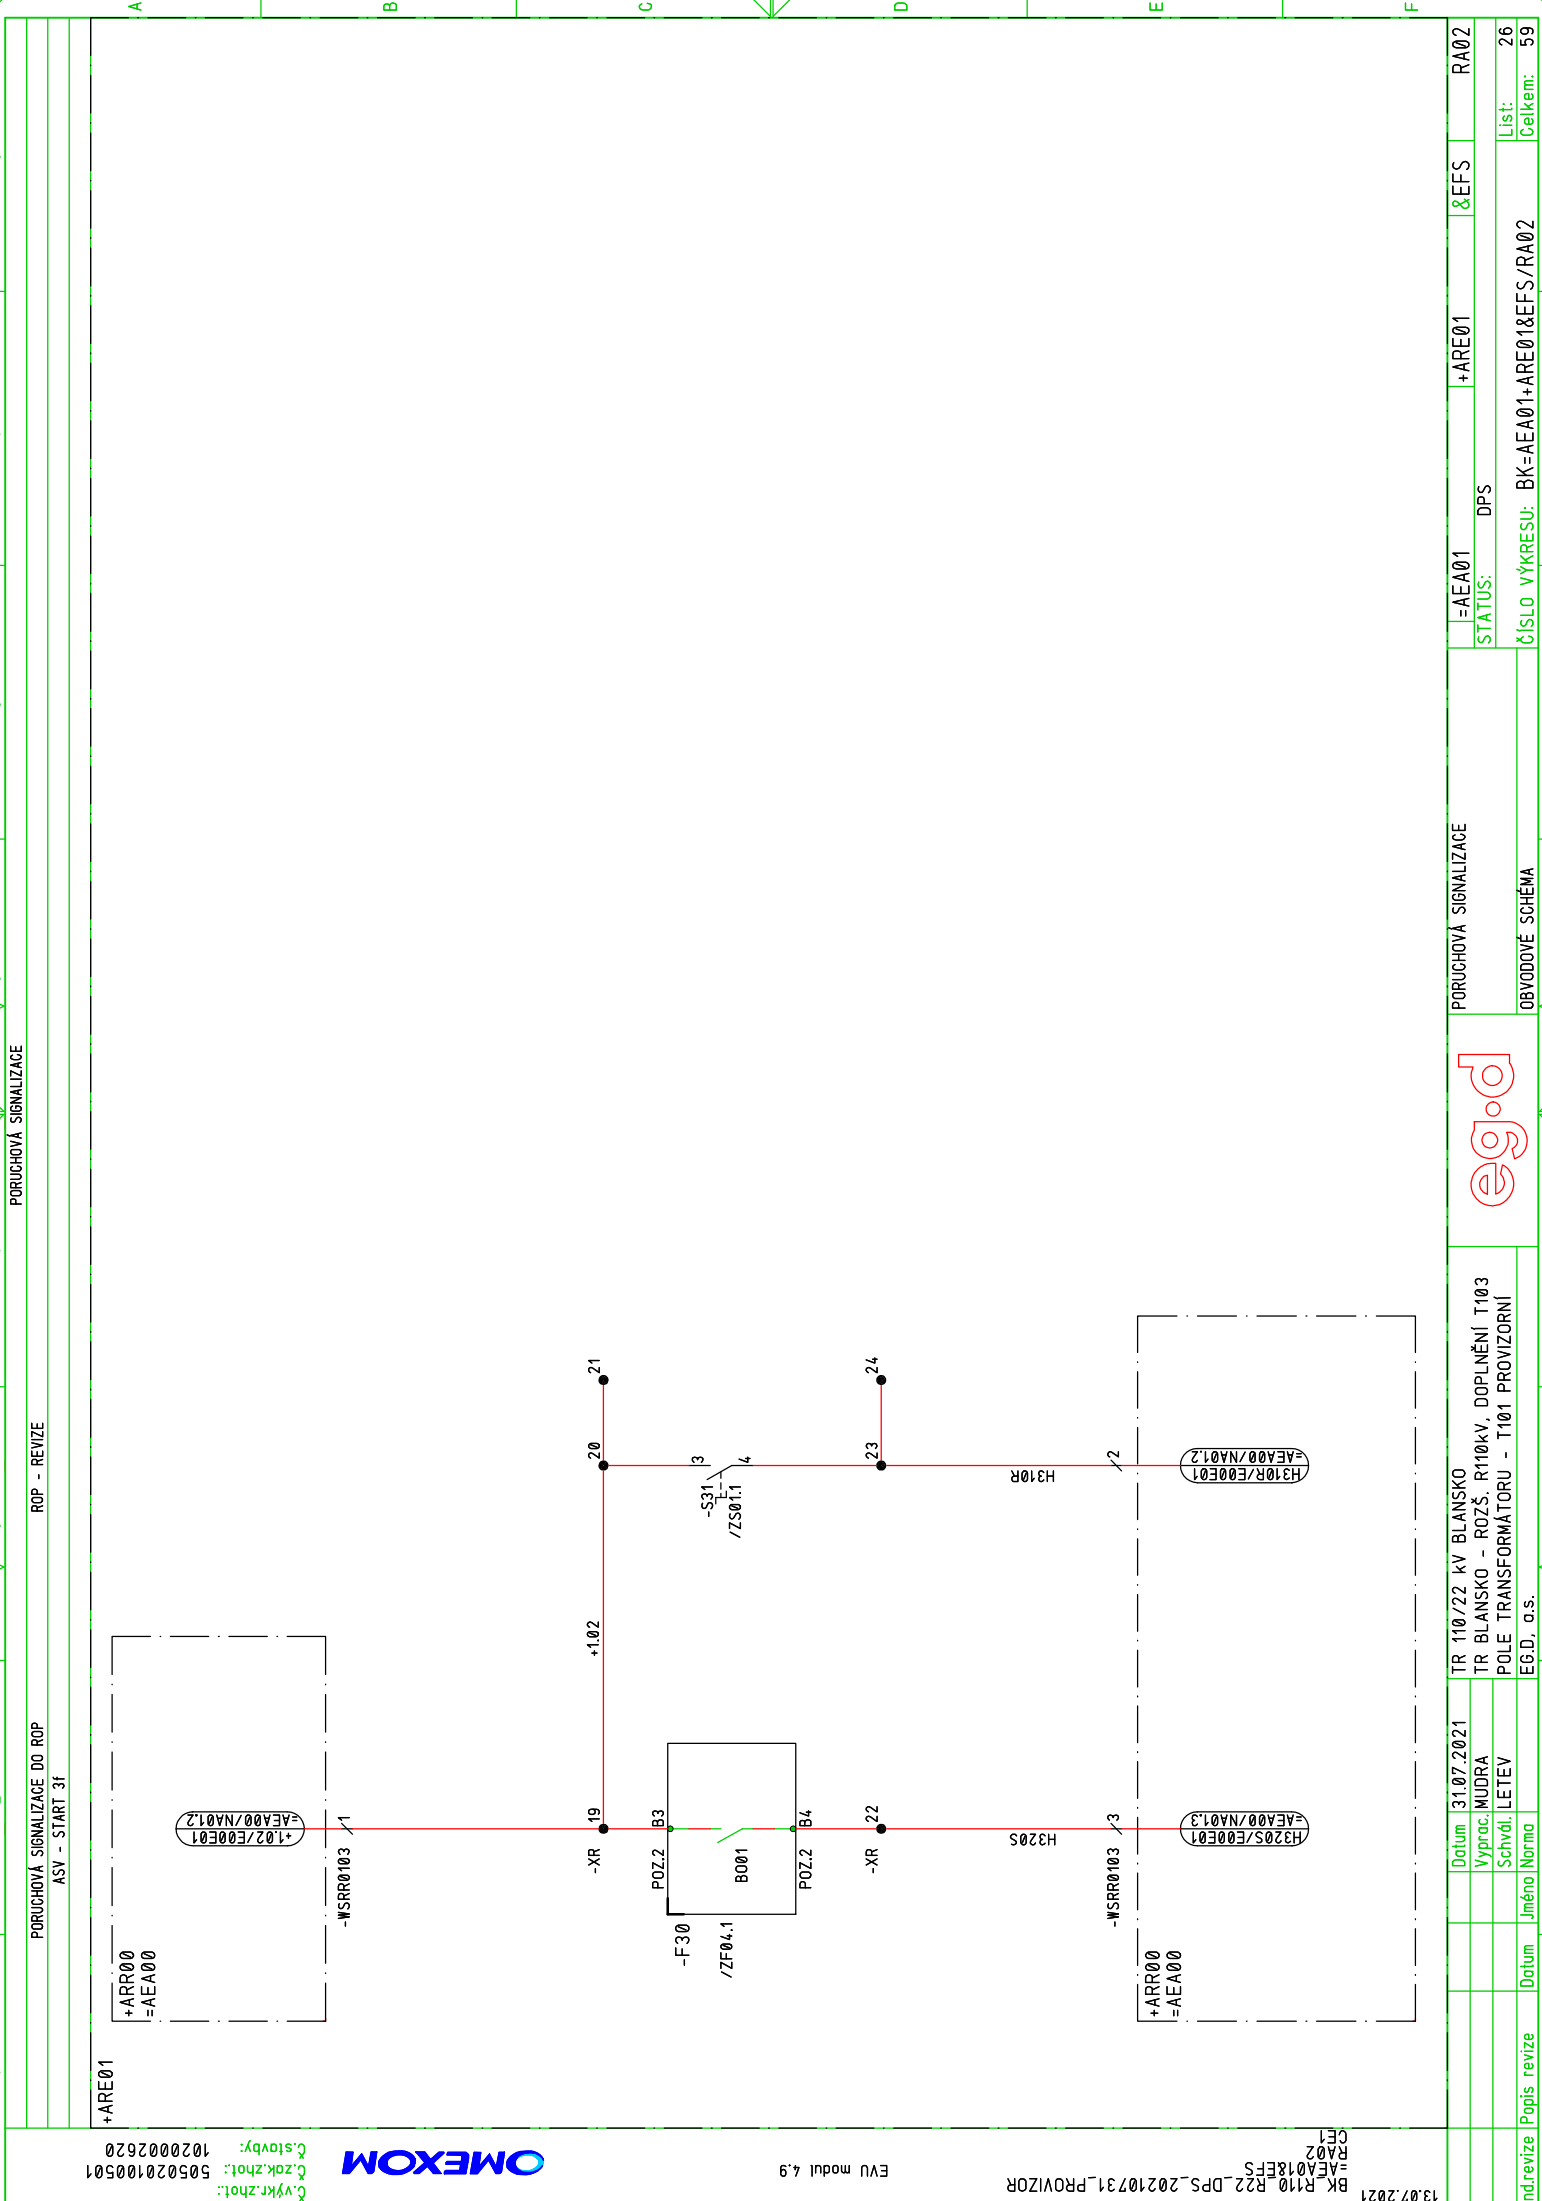 PORUCHOVÁ SIGNALIZACE
PORUCHOVÁ SIGNALIZACE DO ROP
ROP - REVIZE
ASV - START 3f
A
B
C
D
E
F
+ARE01
+ARR00
=AEA00
+1.02/E00E01
=AEA00/NA01.2
-WSRR0103
1
-XR
19
+1.02
20
21
POZ.2
B3
-F30
/ZF04.1
BO01
POZ.2
B4
-S31
/ZS01.1
3
4
-XR
22
23
24
H320S
H310R
-WSRR0103
3
2
+ARR00
=AEA00
H320S/E00E01
=AEA00/NA01.3
H310R/E00E01
=AEA00/NA01.2
Č.stavby: 1020002620
Č.zak.zhot.: 505020100501
Č.výkr.zhot.:
OMEXOM
EVU modul 4.9
13.07.2021
BK_R110_R22_DPS_20210731_PROVIZOR
=AEA01&EFS
RA02
CE1
nd.revize
Popis revize
Datum
Jméno
Datum 31.07.2021
Vyprac. MUDRA
Schvál. LETEV
Norma
TR 110/22 kV BLANSKO
TR BLANSKO - ROZŠ. R110kV, DOPLNĚNÍ T103
POLE TRANSFORMÁTORU - T101 PROVIZORNÍ
EG.D, a.s.
eg·d
PORUCHOVÁ SIGNALIZACE
OBVODOVÉ SCHÉMA
=AEA01
+ARE01
&EFS
RA02
STATUS: DPS
ČÍSLO VÝKRESU: BK=AEA01+ARE01&EFS/RA02
List: 26
Celkem: 59